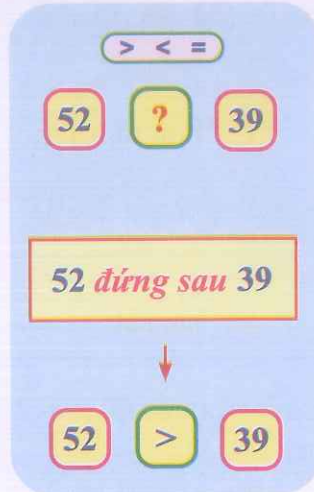 > < =
52 ? 39
52 đứng sau 39
52 > 39